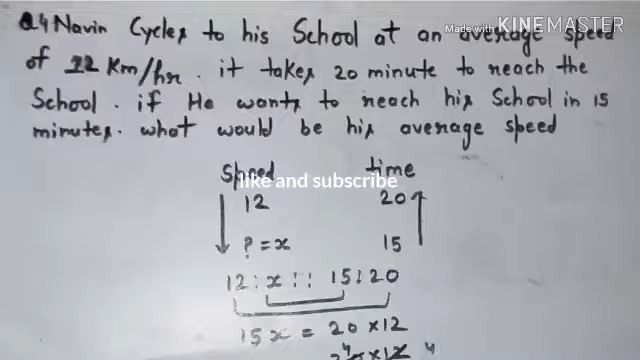 Made with KINEMASTER
Q4 Navin Cycles to his School at an average speed
of 12 Km/hr. it takes 20 minute to reach the
School. if He wants to reach his School in 15
minutes. what would be his average speed
speed time
like and subscribe
12 20
? = x 15
12 : x :: 15 : 20
15 x = 20 x 12